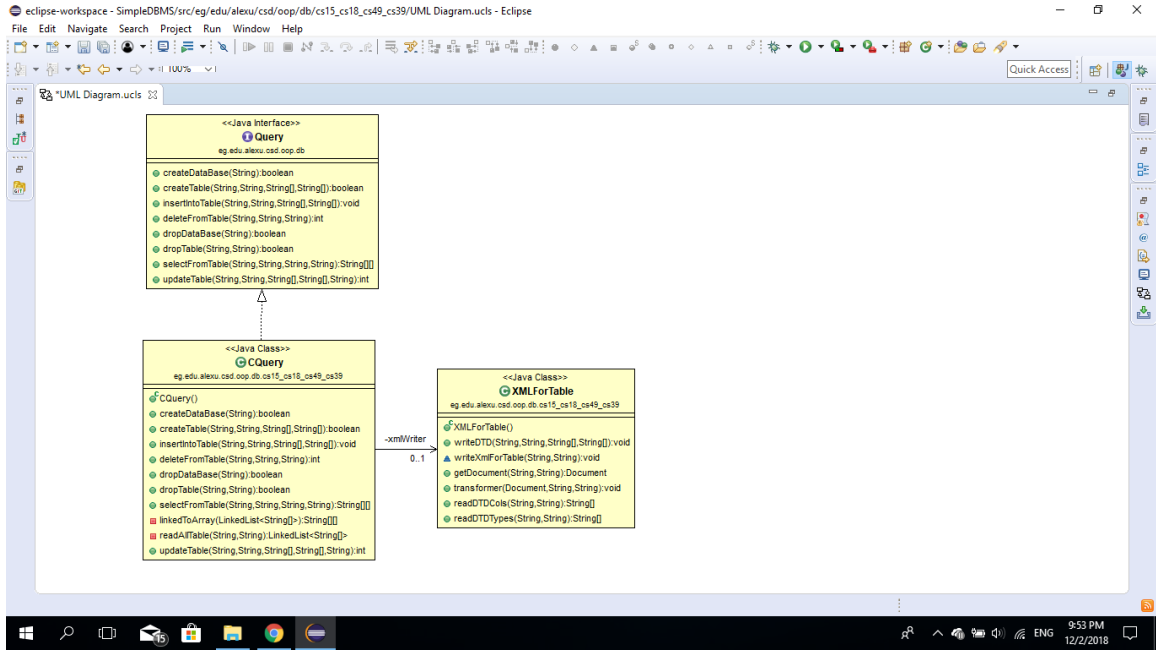 eclipse-workspace - SimpleDBMS/src/eg/edu/alexu/csd/oop/db/cs15_cs18_cs49_cs39/UML Diagram.ucls - Eclipse
File Edit Navigate Search Project Run Window Help
100%
Quick Access
*UML Diagram.ucls
<<Java Interface>>
Query
eg.edu.alexu.csd.oop.db
createDataBase(String):boolean
createTable(String,String,String[],String[]):boolean
insertIntoTable(String,String,String[],String[]):void
deleteFromTable(String,String,String):int
dropDataBase(String):boolean
dropTable(String,String):boolean
selectFromTable(String,String,String,String):String[][]
updateTable(String,String,String[],String[],String):int
<<Java Class>>
CQuery
eg.edu.alexu.csd.oop.db.cs15_cs18_cs49_cs39
CQuery()
createDataBase(String):boolean
createTable(String,String,String[],String[]):boolean
insertIntoTable(String,String,String[],String[]):void
deleteFromTable(String,String,String):int
dropDataBase(String):boolean
dropTable(String,String):boolean
selectFromTable(String,String,String,String):String[][]
linkedToArray(LinkedList<String[]>):String[][]
readAllTable(String,String):LinkedList<String[]>
updateTable(String,String,String[],String[],String):int
-xmlWriter
0..1
<<Java Class>>
XMLForTable
eg.edu.alexu.csd.oop.db.cs15_cs18_cs49_cs39
XMLForTable()
writeDTD(String,String,String[],String[]):void
writeXmlForTable(String,String):void
getDocument(String,String):Document
transformer(Document,String,String):void
readDTDCols(String,String):String[]
readDTDTypes(String,String):String[]
15
ENG
9:53 PM
12/2/2018